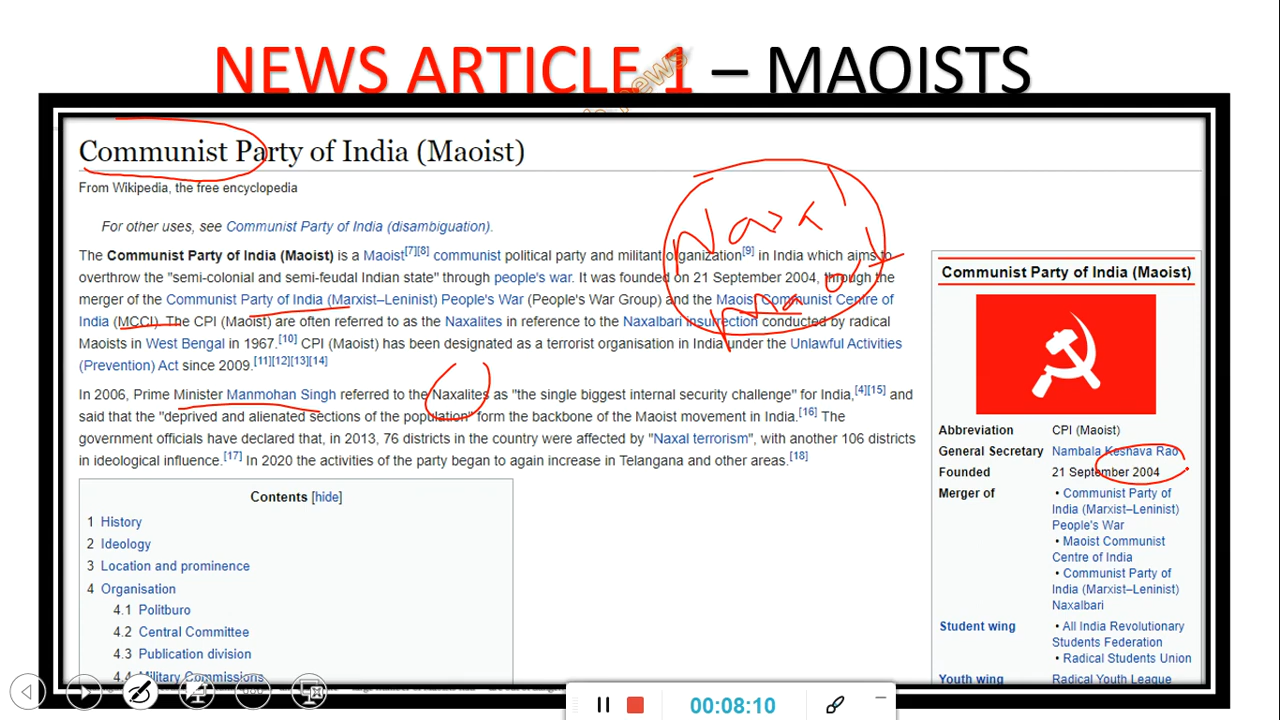 NEWS ARTICLE 1 – MAOISTS
news
Communist Party of India (Maoist)
From Wikipedia, the free encyclopedia
For other uses, see Communist Party of India (disambiguation).
The Communist Party of India (Maoist) is a Maoist[7][8] communist political party and militant organization[9] in India which aims to
overthrow the "semi-colonial and semi-feudal Indian state" through people's war. It was founded on 21 September 2004, through the
merger of the Communist Party of India (Marxist–Leninist) People's War (People's War Group) and the Maoist Communist Centre of
India (MCCI). The CPI (Maoist) are often referred to as the Naxalites in reference to the Naxalbari insurrection conducted by radical
Maoists in West Bengal in 1967.[10] CPI (Maoist) has been designated as a terrorist organisation in India under the Unlawful Activities
(Prevention) Act since 2009.[11][12][13][14]
In 2006, Prime Minister Manmohan Singh referred to the Naxalites as "the single biggest internal security challenge" for India,[4][15] and
said that the "deprived and alienated sections of the population" form the backbone of the Maoist movement in India.[16] The
government officials have declared that, in 2013, 76 districts in the country were affected by "Naxal terrorism", with another 106 districts
in ideological influence.[17] In 2020 the activities of the party began to again increase in Telangana and other areas.[18]
Contents [hide]
1 History
2 Ideology
3 Location and prominence
4 Organisation
4.1 Politburo
4.2 Central Committee
4.3 Publication division
4.4 Military Commissions
Communist Party of India (Maoist)
Abbreviation CPI (Maoist)
General Secretary Nambala Keshava Rao
Founded 21 September 2004
Merger of • Communist Party of
India (Marxist–Leninist)
People's War
• Maoist Communist
Centre of India
• Communist Party of
India (Marxist–Leninist)
Naxalbari
Student wing • All India Revolutionary
Students Federation
• Radical Students Union
Youth wing Radical Youth League
00:08:10